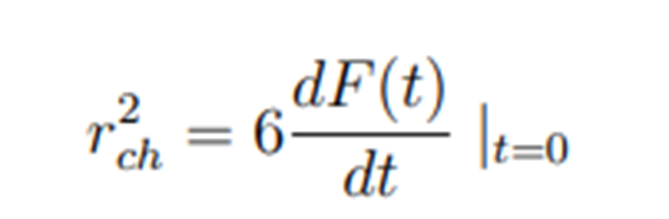 r_{ch}^2 = 6 \frac{dF(t)}{dt} |_{t=0}